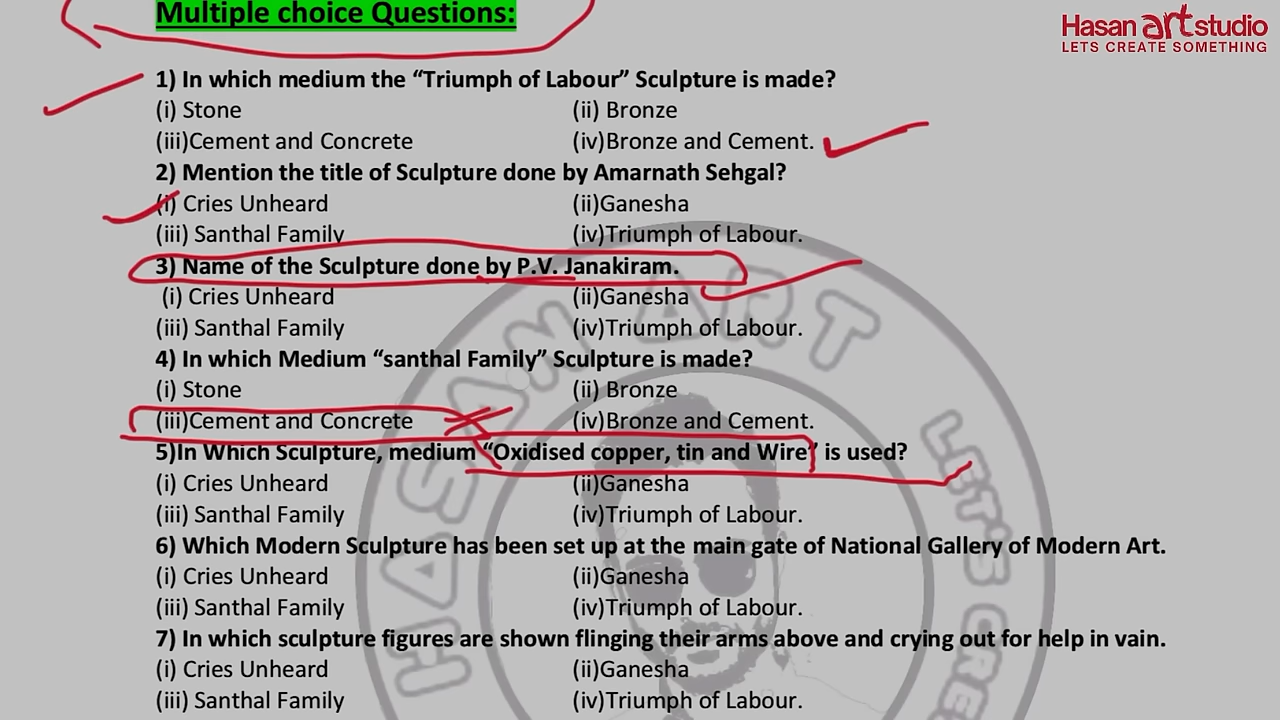 Multiple choice Questions:
Hasan art studio
LETS CREATE SOMETHING
1) In which medium the “Triumph of Labour” Sculpture is made?
(i) Stone (ii) Bronze
(iii)Cement and Concrete (iv)Bronze and Cement.
2) Mention the title of Sculpture done by Amarnath Sehgal?
(i) Cries Unheard (ii)Ganesha
(iii) Santhal Family (iv)Triumph of Labour.
3) Name of the Sculpture done by P.V. Janakiram.
(i) Cries Unheard (ii)Ganesha
(iii) Santhal Family (iv)Triumph of Labour.
4) In which Medium “santhal Family” Sculpture is made?
(i) Stone (ii) Bronze
(iii)Cement and Concrete (iv)Bronze and Cement.
5)In Which Sculpture, medium “Oxidised copper, tin and Wire” is used?
(i) Cries Unheard (ii)Ganesha
(iii) Santhal Family (iv)Triumph of Labour.
6) Which Modern Sculpture has been set up at the main gate of National Gallery of Modern Art.
(i) Cries Unheard (ii)Ganesha
(iii) Santhal Family (iv)Triumph of Labour.
7) In which sculpture figures are shown flinging their arms above and crying out for help in vain.
(i) Cries Unheard (ii)Ganesha
(iii) Santhal Family (iv)Triumph of Labour.
HASAN ART
LET'S